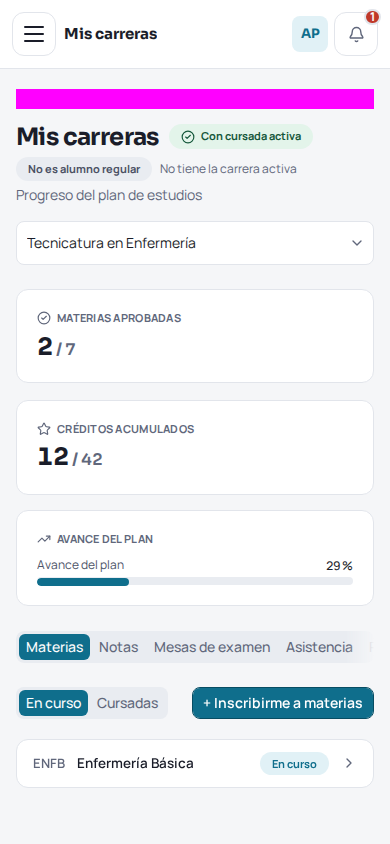 Mis carreras
AP
1
Mis carreras
Con cursada activa
No es alumno regular
No tiene la carrera activa
Progreso del plan de estudios
Tecnicatura en Enfermería
MATERIAS APROBADAS
2 / 7
CRÉDITOS ACUMULADOS
12 / 42
AVANCE DEL PLAN
Avance del plan 29 %
Materias Notas Mesas de examen Asistencia
En curso Cursadas + Inscribirme a materias
ENFB Enfermería Básica En curso